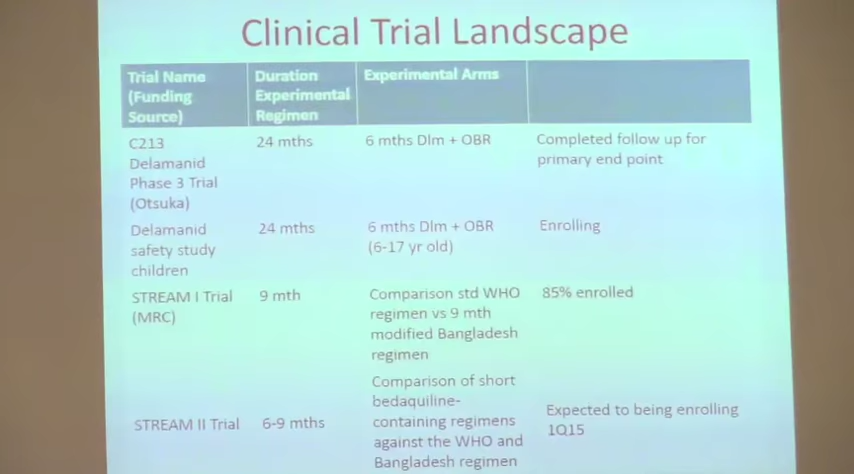 Clinical Trial Landscape
Trial Name
(Funding
Source)
Duration
Experimental
Regimen
Experimental Arms
C213
Delamanid
Phase 3 Trial
(Otsuka)
24 mths
6 mths Dlm + OBR
Completed follow up for
primary end point
Delamanid
safety study
children
24 mths
6 mths Dlm + OBR
(6-17 yr old)
Enrolling
STREAM I Trial
(MRC)
9 mth
Comparison std WHO
regimen vs 9 mth
modified Bangladesh
regimen
85% enrolled
STREAM II Trial
6-9 mths
Comparison of short
bedaquiline-
containing regimens
against the WHO and
Bangladesh regimen
Expected to being enrolling
1Q15